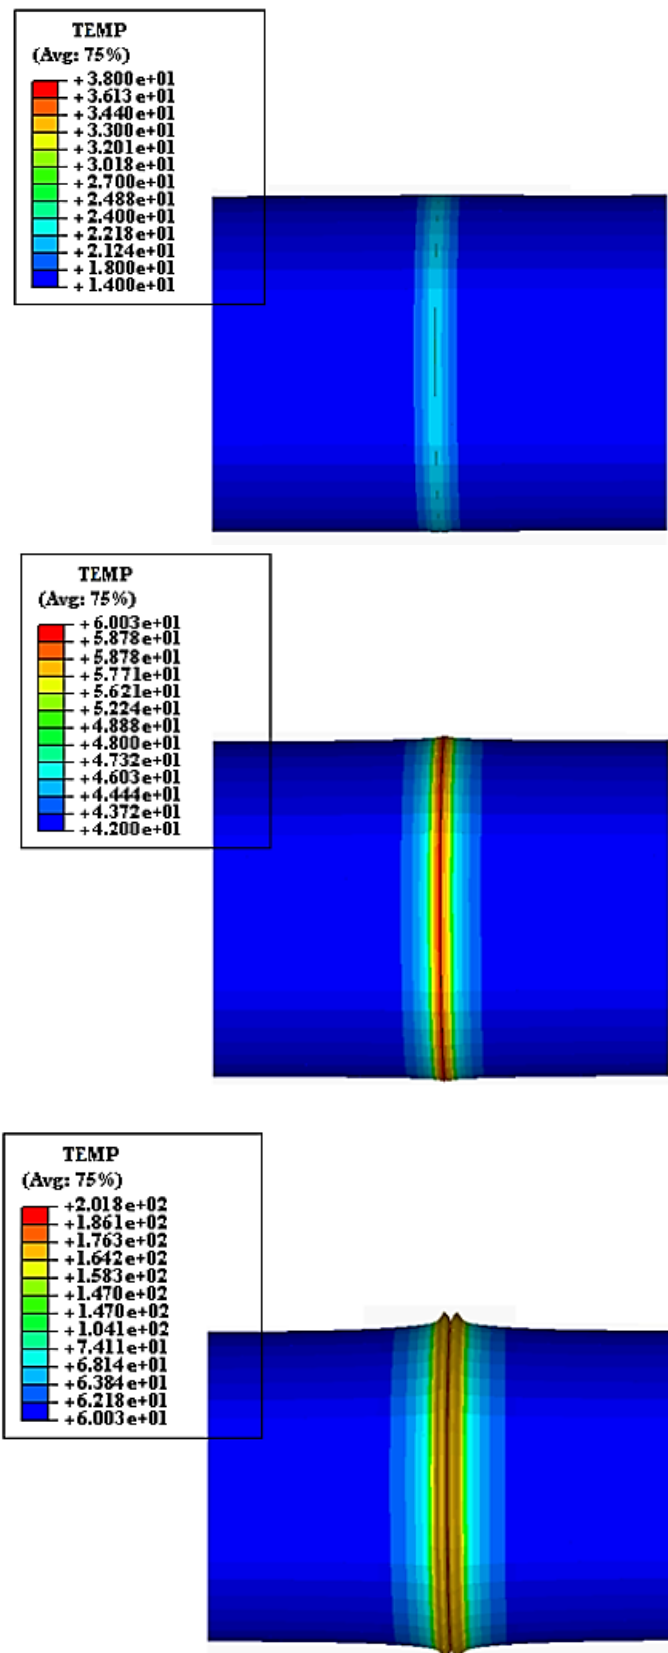 TEMP
(Avg: 75%)
+3.800e+01
+3.613e+01
+3.440e+01
+3.300e+01
+3.201e+01
+3.018e+01
+2.700e+01
+2.488e+01
+2.400e+01
+2.218e+01
+2.124e+01
+1.800e+01
+1.400e+01
TEMP
(Avg: 75%)
+6.003e+01
+5.878e+01
+5.878e+01
+5.771e+01
+5.621e+01
+5.224e+01
+4.888e+01
+4.800e+01
+4.732e+01
+4.603e+01
+4.444e+01
+4.372e+01
+4.200e+01
TEMP
(Avg: 75%)
+2.018e+02
+1.861e+02
+1.763e+02
+1.642e+02
+1.583e+02
+1.470e+02
+1.470e+02
+1.041e+02
+7.411e+01
+6.814e+01
+6.384e+01
+6.218e+01
+6.003e+01